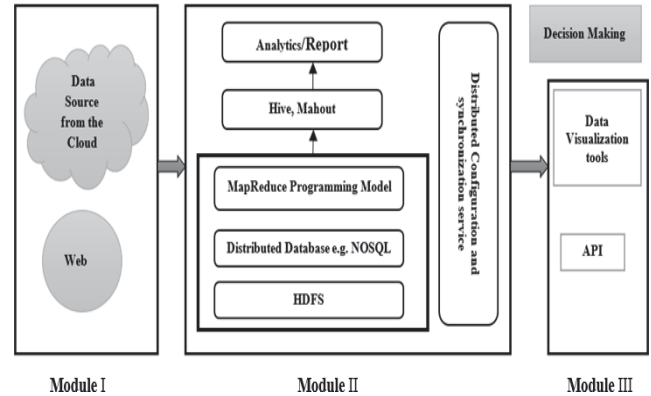 Data
Source
from the
Cloud
Web
Module I
Analytics/Report
Hive, Mahout
MapReduce Programming Model
Distributed Database e.g. NOSQL
HDFS
Distributed Configuration and
synchronization service
Module II
Decision Making
Data
Visualization
tools
API
Module III